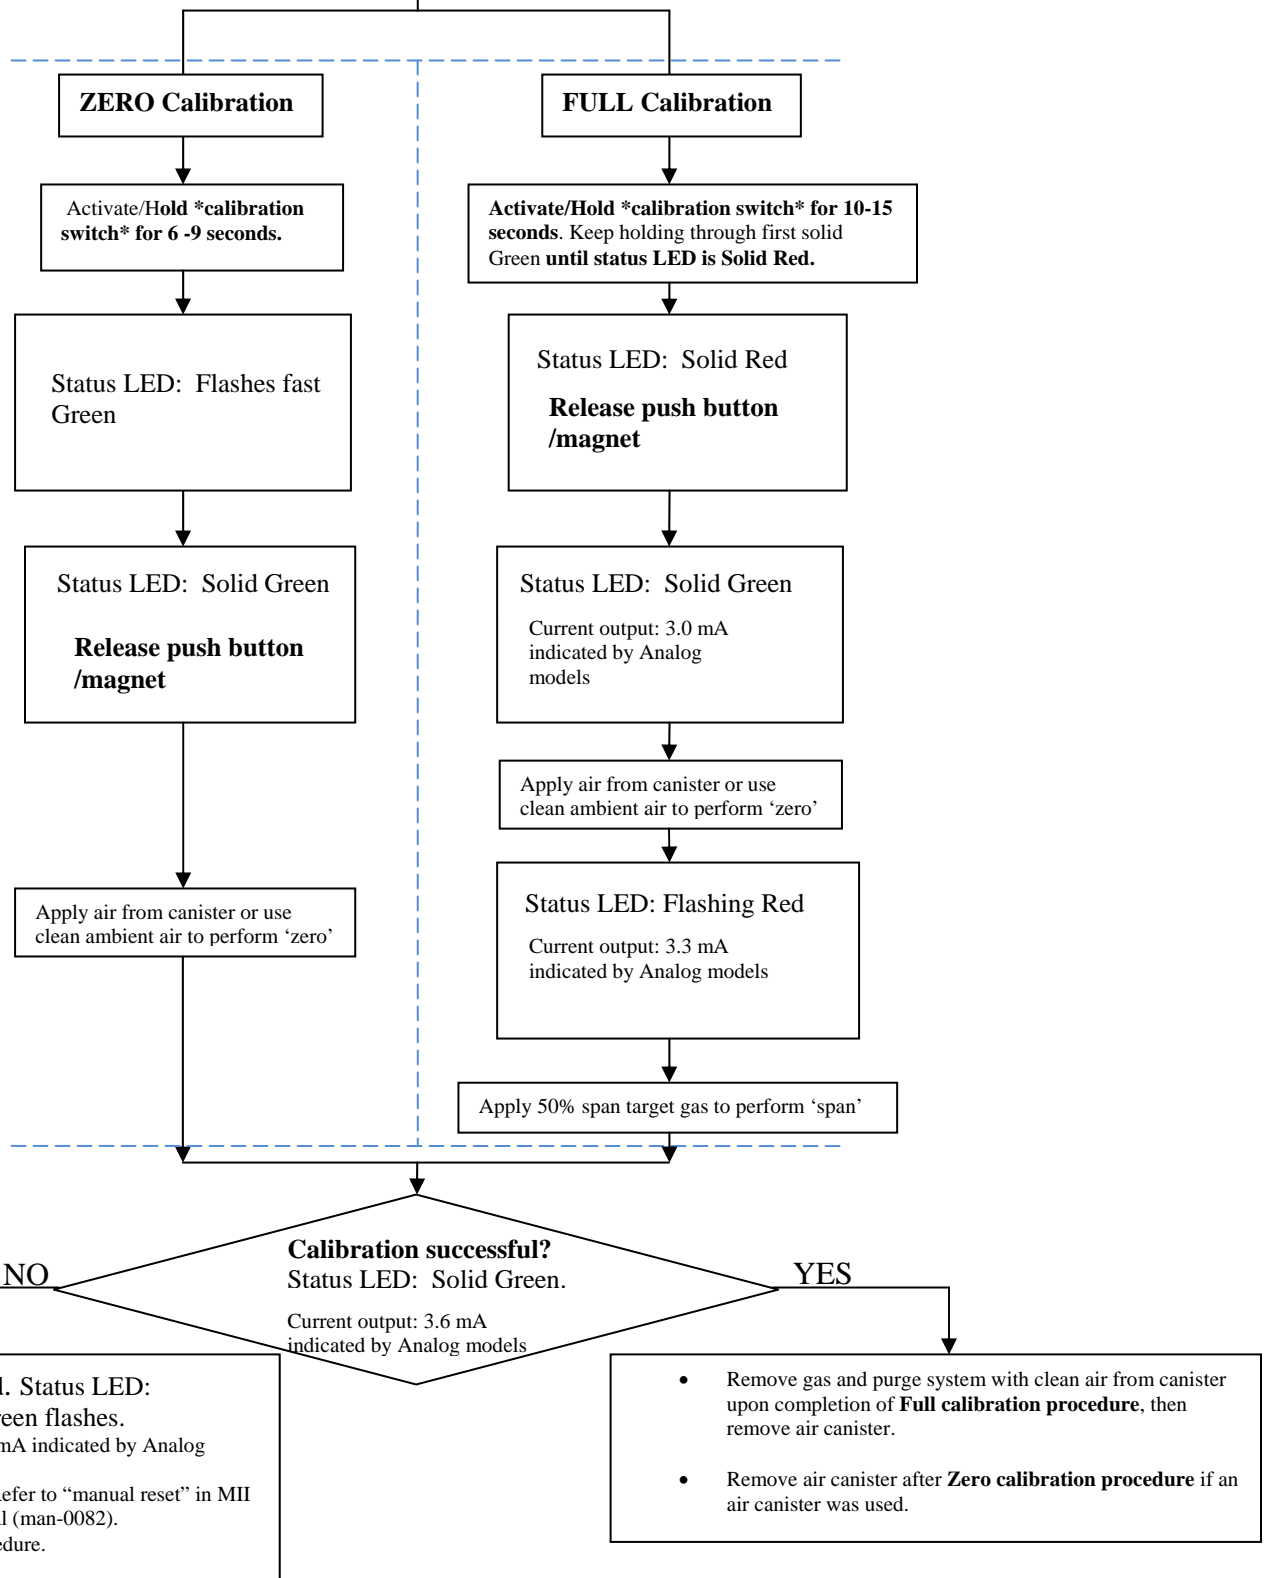 ZERO Calibration
Activate/Hold *calibration
switch* for 6 -9 seconds.
Status LED: Flashes fast
Green
Status LED: Solid Green
Release push button
/magnet
Apply air from canister or use
clean ambient air to perform ‘zero’
FULL Calibration
Activate/Hold *calibration switch* for 10-15
seconds. Keep holding through first solid
Green until status LED is Solid Red.
Status LED: Solid Red
Release push button
/magnet
Status LED: Solid Green
Current output: 3.0 mA
indicated by Analog
models
Apply air from canister or use
clean ambient air to perform ‘zero’
Status LED: Flashing Red
Current output: 3.3 mA
indicated by Analog models
Apply 50% span target gas to perform ‘span’
Calibration successful?
Status LED: Solid Green.
Current output: 3.6 mA
indicated by Analog models
NO
YES
Status LED:
flashes.
mA indicated by Analog
“manual reset” in MII
(man-0082).
• Remove gas and purge system with clean air from canister
upon completion of Full calibration procedure, then
remove air canister.
• Remove air canister after Zero calibration procedure if an
air canister was used.